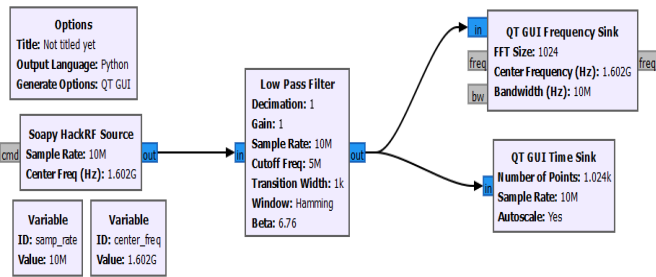 Options
Title: Not titled yet
Output Language: Python
Generate Options: QT GUI
Soapy HackRF Source
cmd
Sample Rate: 10M
Center Freq (Hz): 1.602G
out
Variable
ID: samp_rate
Value: 10M
Variable
ID: center_freq
Value: 1.602G
Low Pass Filter
Decimation: 1
Gain: 1
Sample Rate: 10M
in
Cutoff Freq: 5M
out
Transition Width: 1k
Window: Hamming
Beta: 6.76
in
QT GUI Frequency Sink
FFT Size: 1024
freq
Center Frequency (Hz): 1.602G
freq
bw
Bandwidth (Hz): 10M
QT GUI Time Sink
Number of Points: 1.024k
in
Sample Rate: 10M
Autoscale: Yes